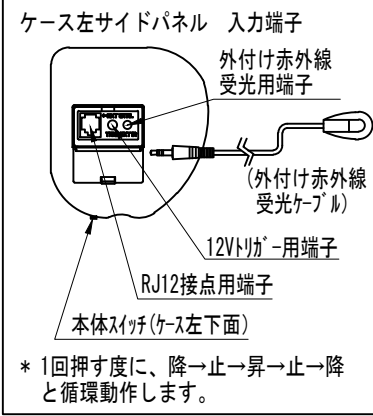 ケース左サイドパネル　入力端子
外付け赤外線
受光用端子
(外付け赤外線
受光ｹｰﾌﾞﾙ)
12Vﾄﾘｶﾞｰ用端子
RJ12接点用端子
本体ｽｲｯﾁ(ｹｰｽ左下面)
* 1回押す度に、降→止→昇→止→降
と循環動作します。